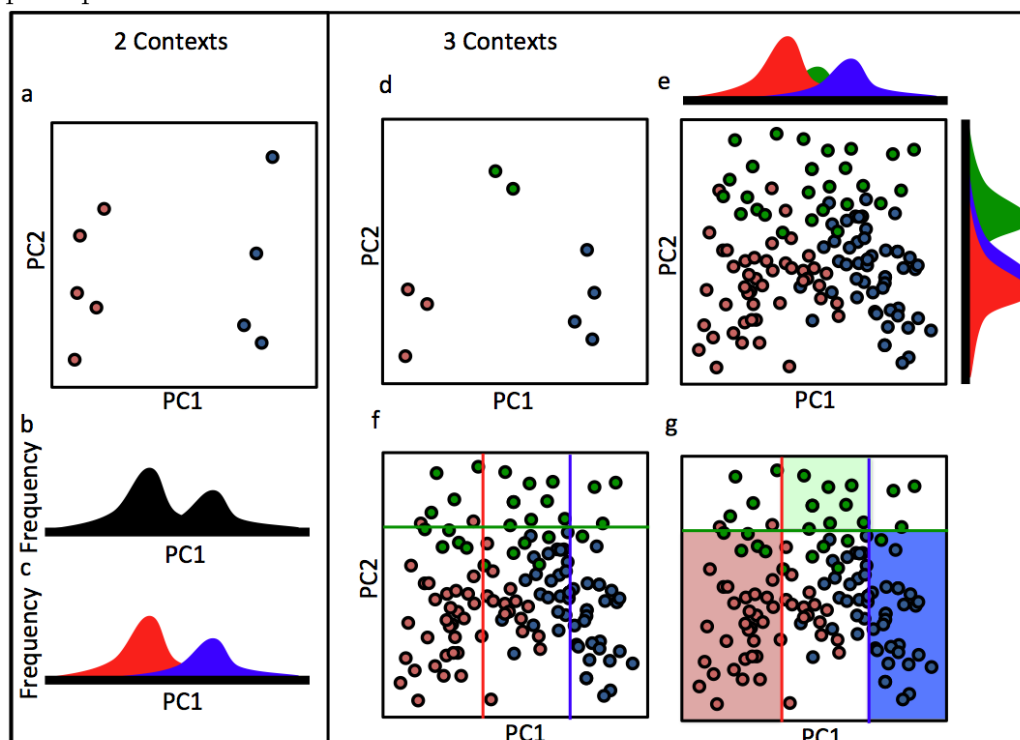 2 Contexts
3 Contexts
a
PC2
PC1
b
Frequency
PC1
c
Frequency
PC1
d
PC2
PC1
e
PC2
PC1
f
PC2
PC1
g
PC1